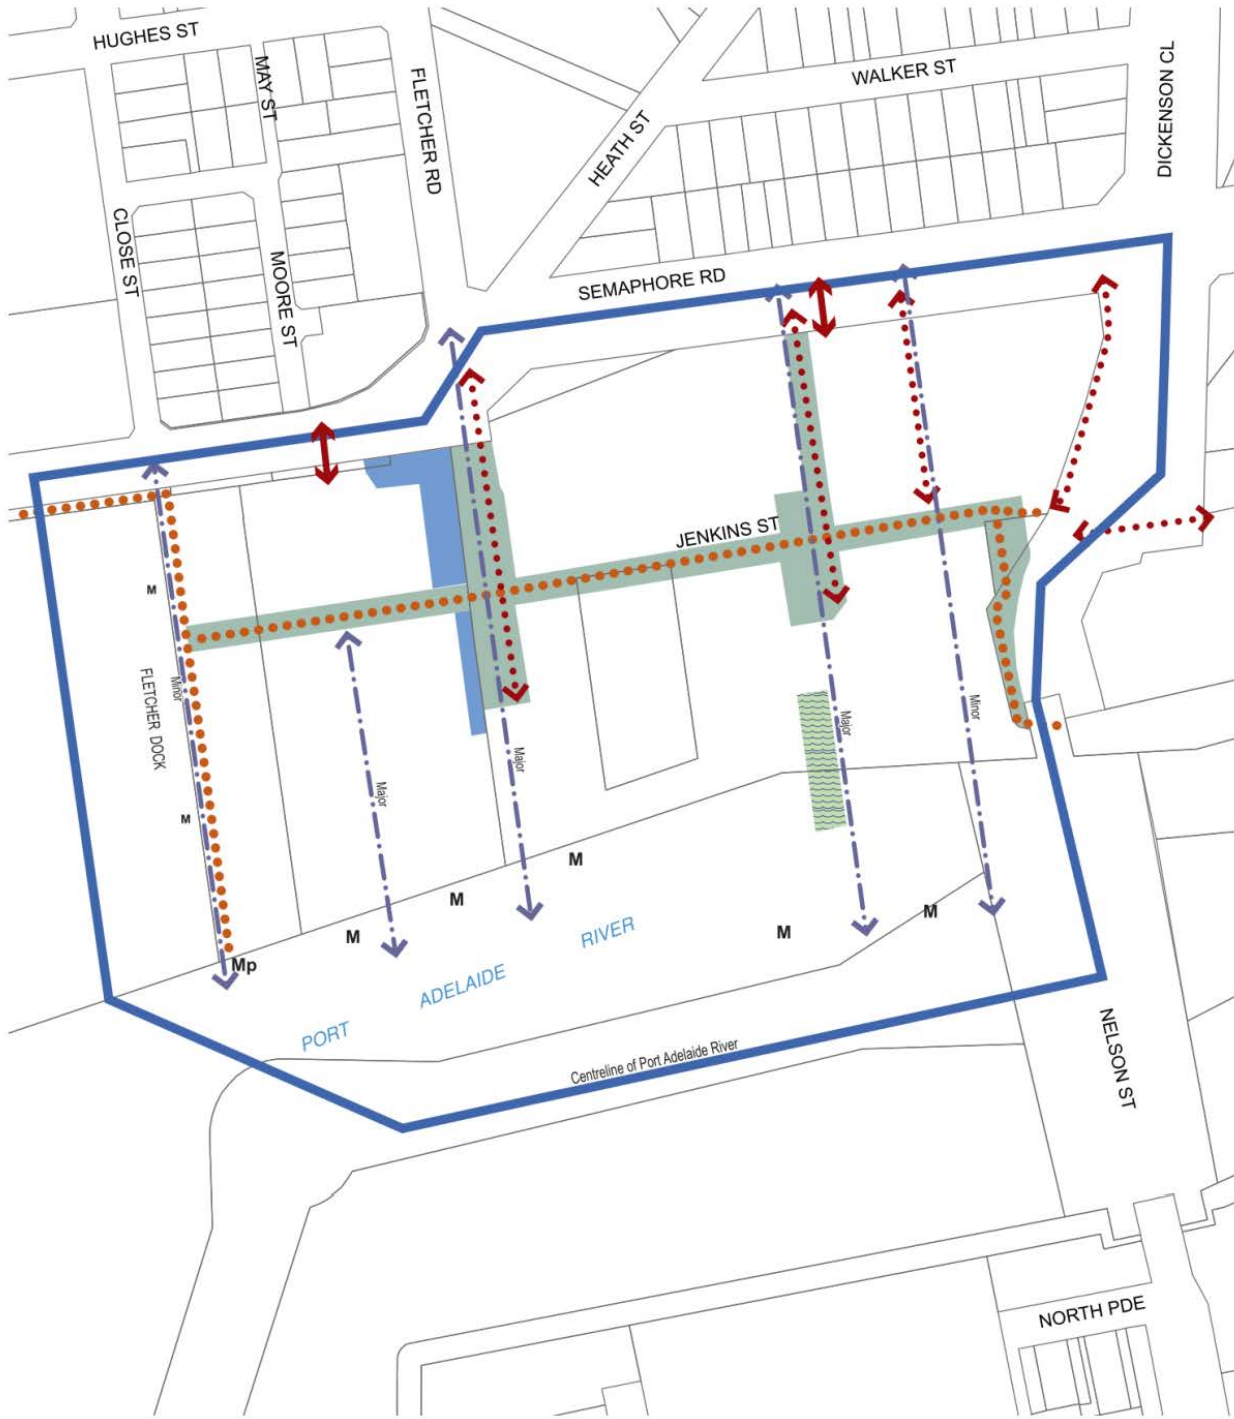 HUGHES ST
MAY ST
FLETCHER RD
HEATH ST
WALKER ST
DICKENSON CL
CLOSE ST
MOORE ST
SEMAPHORE RD
JENKINS ST
M
Minor
FLETCHER DOCK
M
Major
Major
Major
Minor
M
M
M
M
M
Mp
PORT ADELAIDE RIVER
Centreline of Port Adelaide River
NELSON ST
NORTH PDE